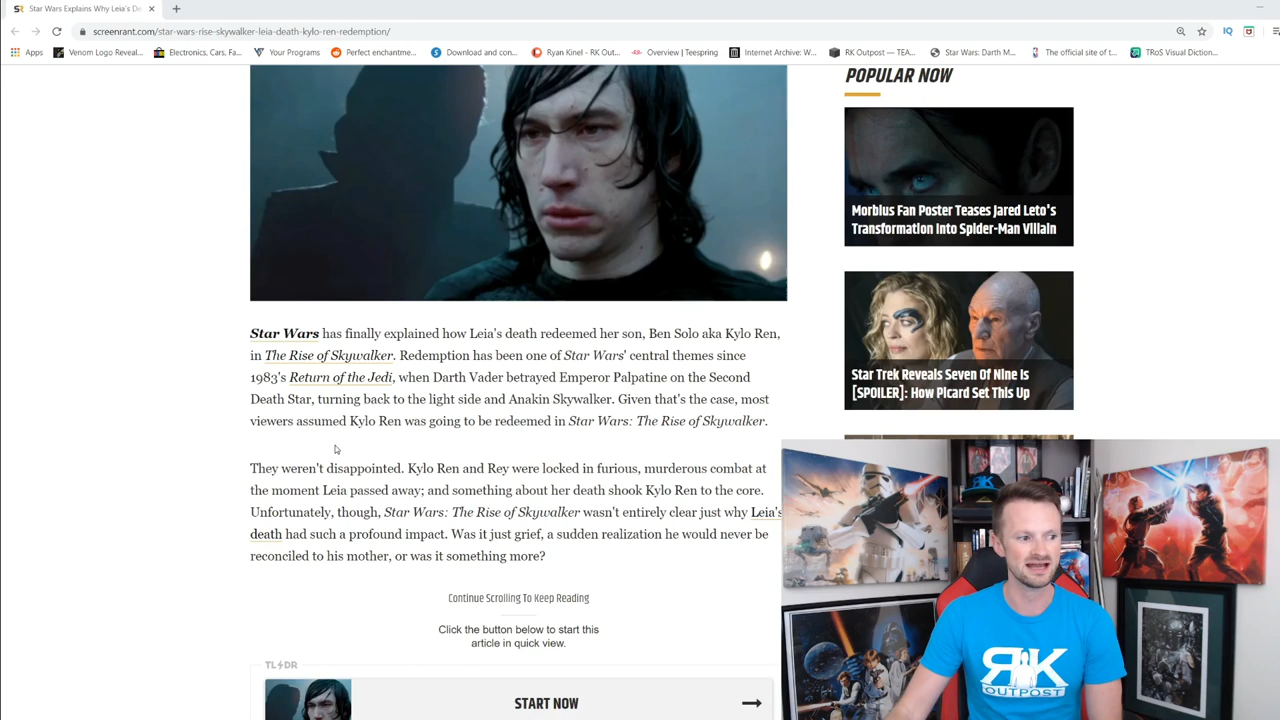 Star Wars Explains Why Leia's De
screenrant.com/star-wars-rise-skywalker-leia-death-kylo-ren-redemption/
Apps
Venom Logo Reveal...
Electronics, Cars, Fa...
Your Programs
Perfect enchantme...
Download and con...
Ryan Kinel - RK Out...
Overview | Teespring
Internet Archive: W...
RK Outpost — TEA...
Star Wars: Darth M...
The official site of t...
TRoS Visual Diction...
POPULAR NOW
Morbius Fan Poster Teases Jared Leto's
Transformation Into Spider-Man Villain
Star Trek Reveals Seven Of Nine Is
[SPOILER]: How Picard Set This Up
Star Wars has finally explained how Leia's death redeemed her son, Ben Solo aka Kylo Ren,
in The Rise of Skywalker. Redemption has been one of Star Wars' central themes since
1983's Return of the Jedi, when Darth Vader betrayed Emperor Palpatine on the Second
Death Star, turning back to the light side and Anakin Skywalker. Given that's the case, most
viewers assumed Kylo Ren was going to be redeemed in Star Wars: The Rise of Skywalker.
They weren't disappointed. Kylo Ren and Rey were locked in furious, murderous combat at
the moment Leia passed away; and something about her death shook Kylo Ren to the core.
Unfortunately, though, Star Wars: The Rise of Skywalker wasn't entirely clear just why Leia's
death had such a profound impact. Was it just grief, a sudden realization he would never be
reconciled to his mother, or was it something more?
Continue Scrolling To Keep Reading
Click the button below to start this
article in quick view.
TL DR
START NOW
RK
OUTPOST